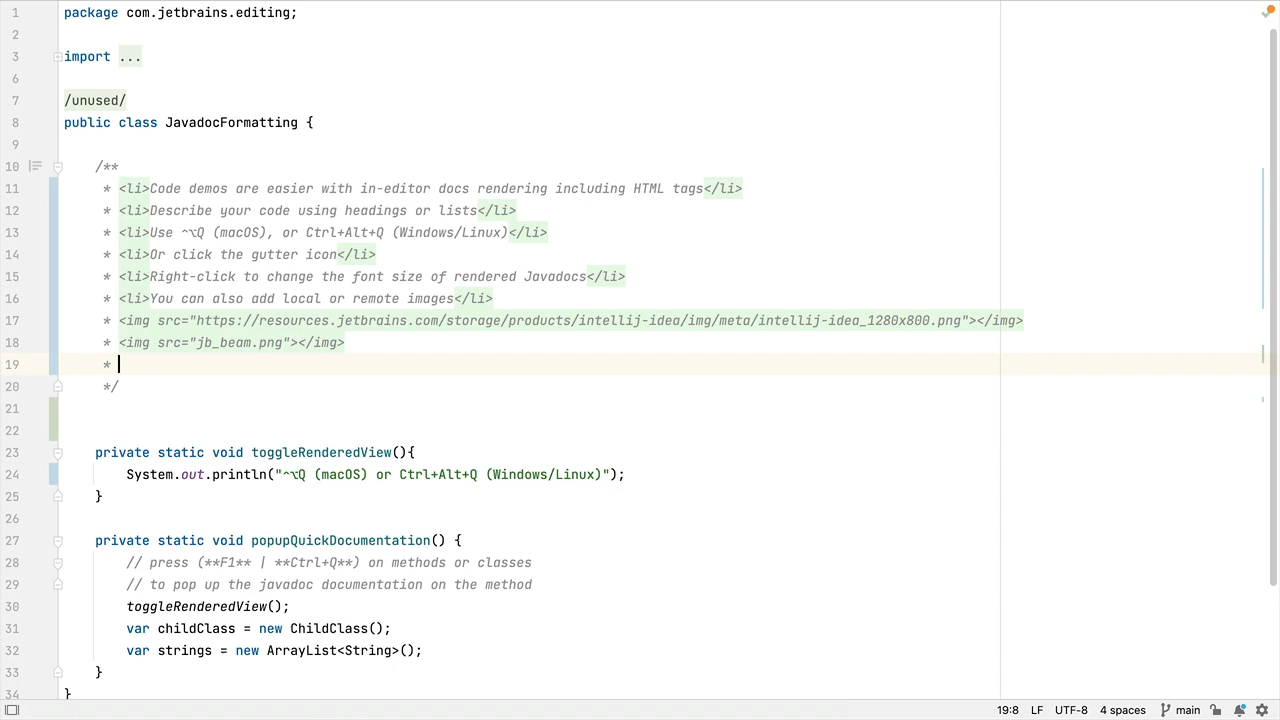 1 package com.jetbrains.editing;
2
3 import ...
6
7 /unused/
8 public class JavadocFormatting {
9
10 /**
11 * <li>Code demos are easier with in-editor docs rendering including HTML tags</li>
12 * <li>Describe your code using headings or lists</li>
13 * <li>Use ⌃⌥Q (macOS), or Ctrl+Alt+Q (Windows/Linux)</li>
14 * <li>Or click the gutter icon</li>
15 * <li>Right-click to change the font size of rendered Javadocs</li>
16 * <li>You can also add local or remote images</li>
17 * <img src="https://resources.jetbrains.com/storage/products/intellij-idea/img/meta/intellij-idea_1280x800.png"></img>
18 * <img src="jb_beam.png"></img>
19 *
20 */
21
22
23 private static void toggleRenderedView(){
24 System.out.println("⌃⌥Q (macOS) or Ctrl+Alt+Q (Windows/Linux)");
25 }
26
27 private static void popupQuickDocumentation() {
28 // press (**F1** | **Ctrl+Q**) on methods or classes
29 // to pop up the javadoc documentation on the method
30 toggleRenderedView();
31 var childClass = new ChildClass();
32 var strings = new ArrayList<String>();
33 }
34 }
19:8 LF UTF-8 4 spaces main